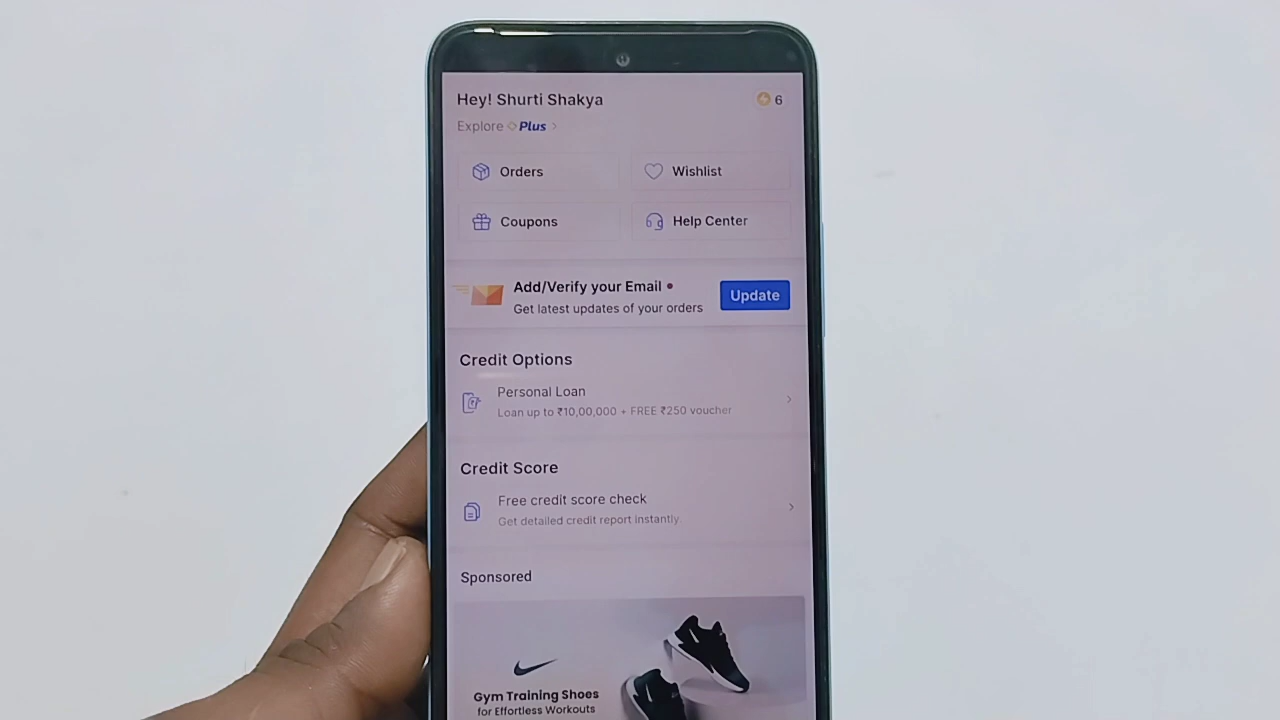 Hey! Shurti Shakya
6
Explore Plus
Orders
Wishlist
Coupons
Help Center
Add/Verify your Email
Get latest updates of your orders
Update
Credit Options
Personal Loan
Loan up to ₹10,00,000 + FREE ₹250 voucher
Credit Score
Free credit score check
Get detailed credit report instantly.
Sponsored
Gym Training Shoes
for Effortless Workouts